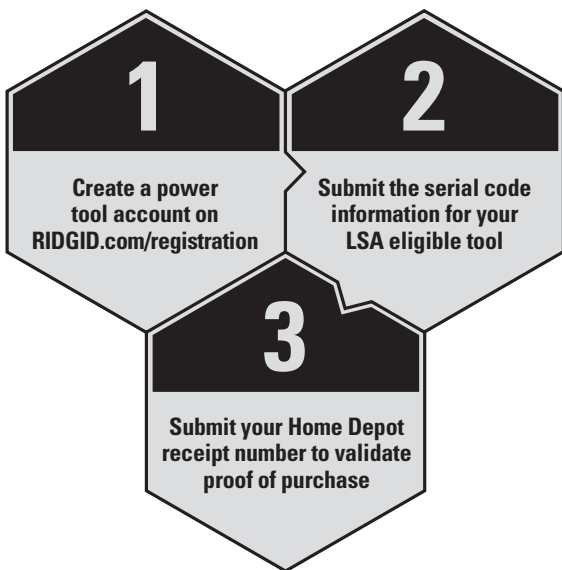 1
Create a power
tool account on
RIDGID.com/registration
2
Submit the serial code
information for your
LSA eligible tool
3
Submit your Home Depot
receipt number to validate
proof of purchase